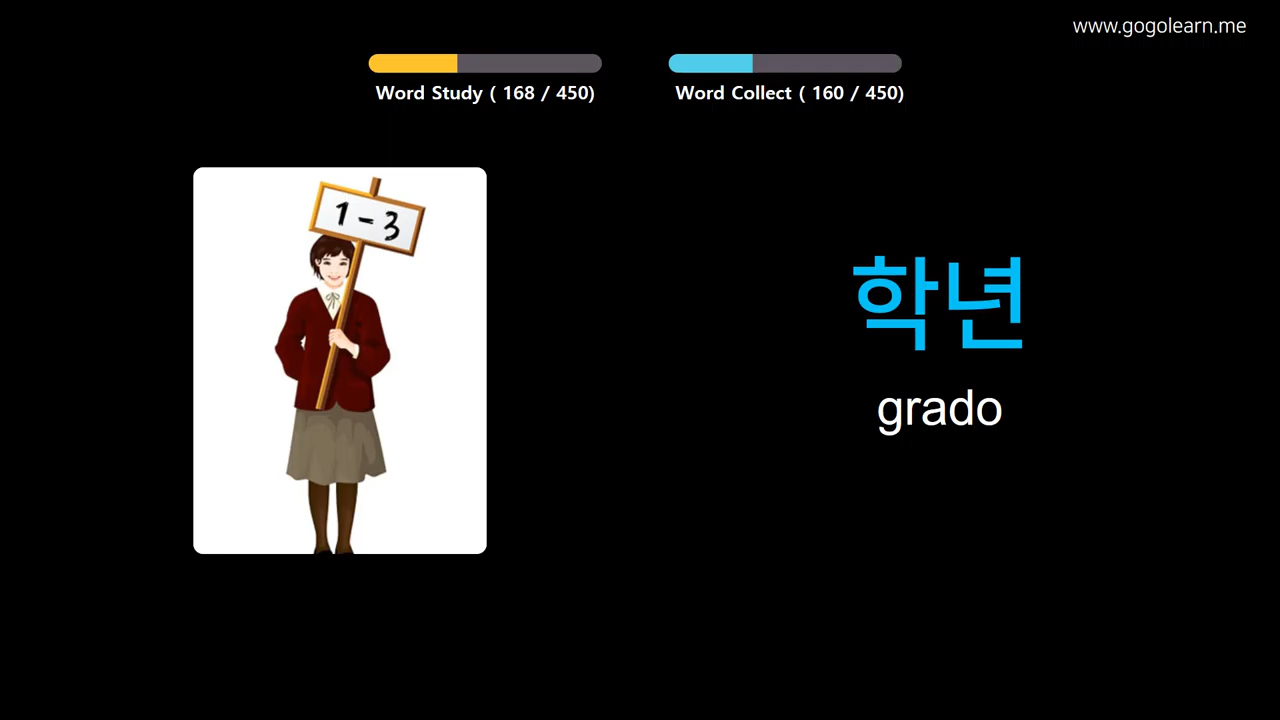 www.gogolearn.me
Word Study ( 168 / 450)
Word Collect ( 160 / 450)
1 - 3
학년
grado